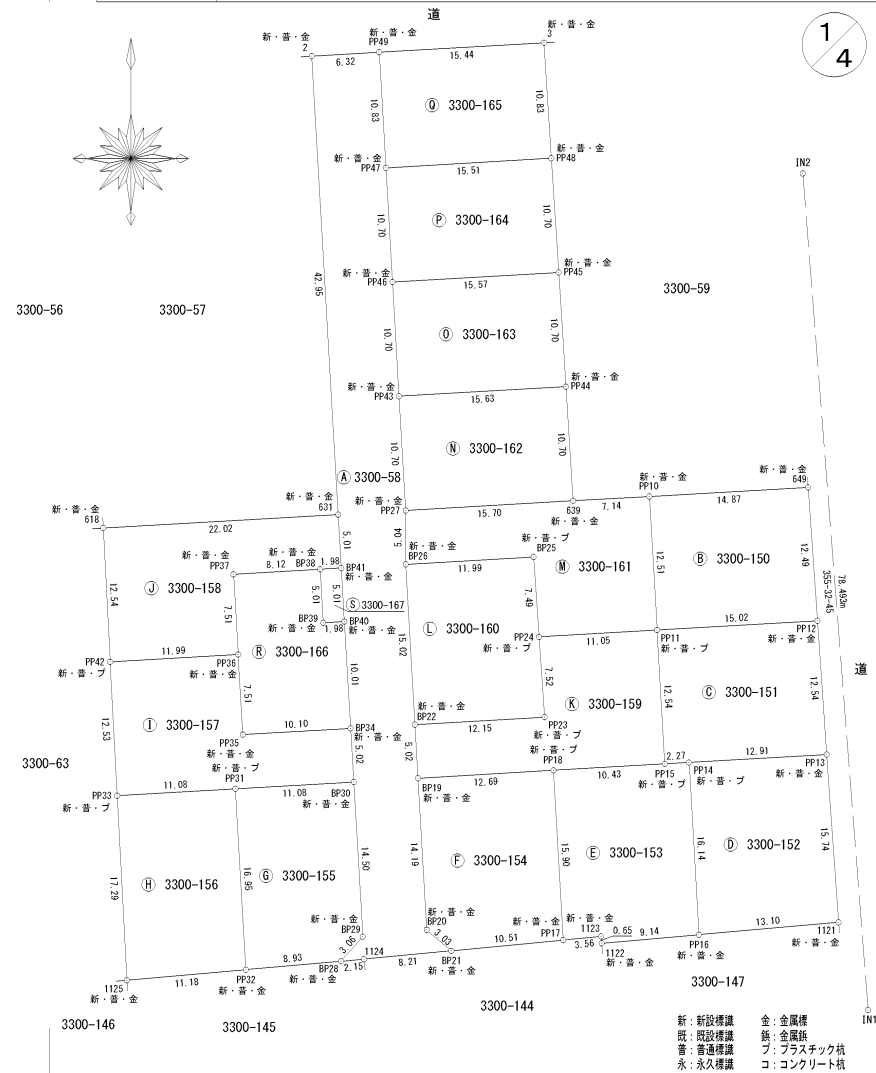 道
1
4
新・普・金
2
新・普・金
PP49
新・普・金
3
6.32
15.44
10.83
Ⓠ 3300-165
10.83
新・普・金
PP47
新・普・金
PP48
15.51
IN2
10.70
Ⓟ 3300-164
10.70
新・普・金
PP46
新・普・金
PP45
15.57
42.95
3300-56
3300-57
3300-59
10.70
Ⓞ 3300-163
10.70
新・普・金
PP43
新・普・金
PP44
15.63
10.70
Ⓝ 3300-162
10.70
Ⓐ 3300-58
新・普・金
618
新・普・金
631
新・普・金
PP27
新・普・金
PP10
新・普・金
649
22.02
15.70
639
新・普・金
7.14
14.87
5.01
5.04
新・普・金
BP26
新・普・プ
BP25
11.99
Ⓜ 3300-161
12.51
Ⓑ 3300-150
12.49
355-32-45
78.493m
新・普・金
PP37
新・普・金
BP38
8.12
1.98
BP41
新・普・金
12.54
Ⓙ 3300-158
7.51
5.01
5.01
Ⓢ 3300-167
BP39
新・普・金
1.98
BP40
新・普・金
7.49
15.02
Ⓛ 3300-160
PP24
新・普・プ
11.05
PP11
新・普・プ
15.02
PP12
新・普・金
PP42
新・普・プ
11.99
PP36
新・普・金
Ⓡ 3300-166
10.01
7.52
12.54
Ⓒ 3300-151
12.54
道
12.53
Ⓘ 3300-157
7.51
新・普・金
BP22
12.15
PP23
新・普・プ
Ⓚ 3300-159
10.10
PP35
新・普・金
BP34
新・普・金
5.02
5.02
3300-63
新・普・プ
PP31
新・普・プ
PP18
PP33
新・普・プ
11.08
11.08
BP30
新・普・金
BP19
新・普・金
12.69
10.43
PP15
新・普・プ
2.27
PP14
新・普・プ
12.91
PP13
新・普・金
17.29
Ⓗ 3300-156
16.95
Ⓖ 3300-155
14.50
14.19
Ⓕ 3300-154
15.90
Ⓔ 3300-153
16.14
Ⓓ 3300-152
15.74
新・普・金
BP29
3.06
新・普・金
BP20
3.03
新・普・金
PP17
新・普・金
1123
0.65
3.56
1122
新・普・金
9.14
PP16
新・普・金
13.10
1121
新・普・金
1125
新・普・金
11.18
PP32
新・普・金
8.93
BP28
新・普・金
2.15
1124
8.21
BP21
新・普・金
10.51
3300-147
3300-144
3300-146
3300-145
IN1
新:新設標識 金:金属標
既:既設標識 鋲:金属鋲
普:普通標識 プ:プラスチック杭
永:永久標識 コ:コンクリート杭